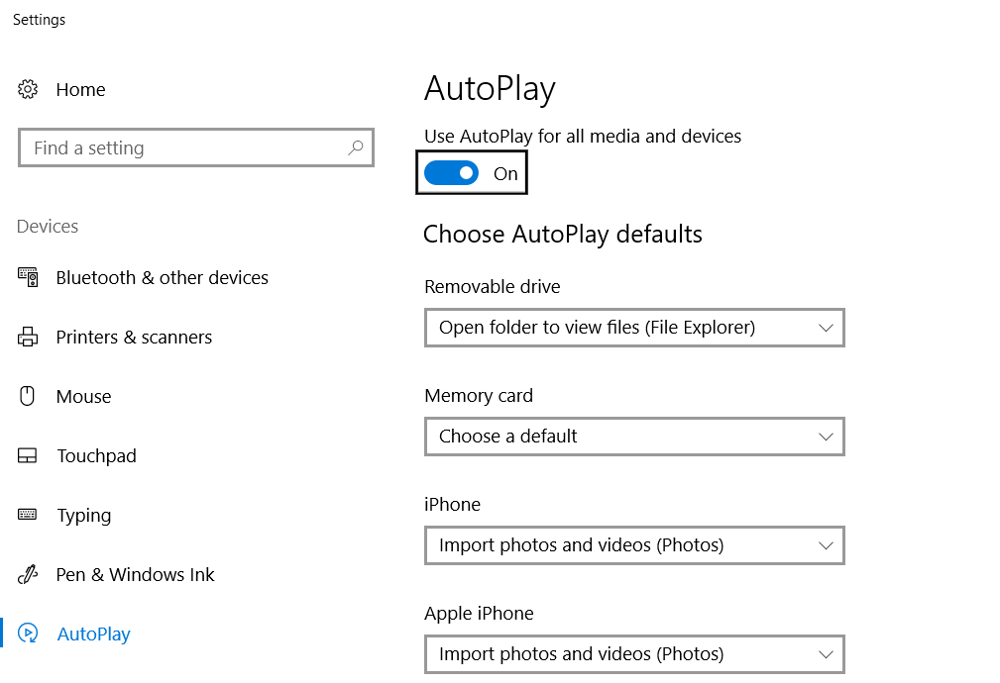 Settings
Home
Find a setting
Devices
Bluetooth & other devices
Printers & scanners
Mouse
Touchpad
Typing
Pen & Windows Ink
AutoPlay
AutoPlay
Use AutoPlay for all media and devices
On
Choose AutoPlay defaults
Removable drive
Open folder to view files (File Explorer)
Memory card
Choose a default
iPhone
Import photos and videos (Photos)
Apple iPhone
Import photos and videos (Photos)